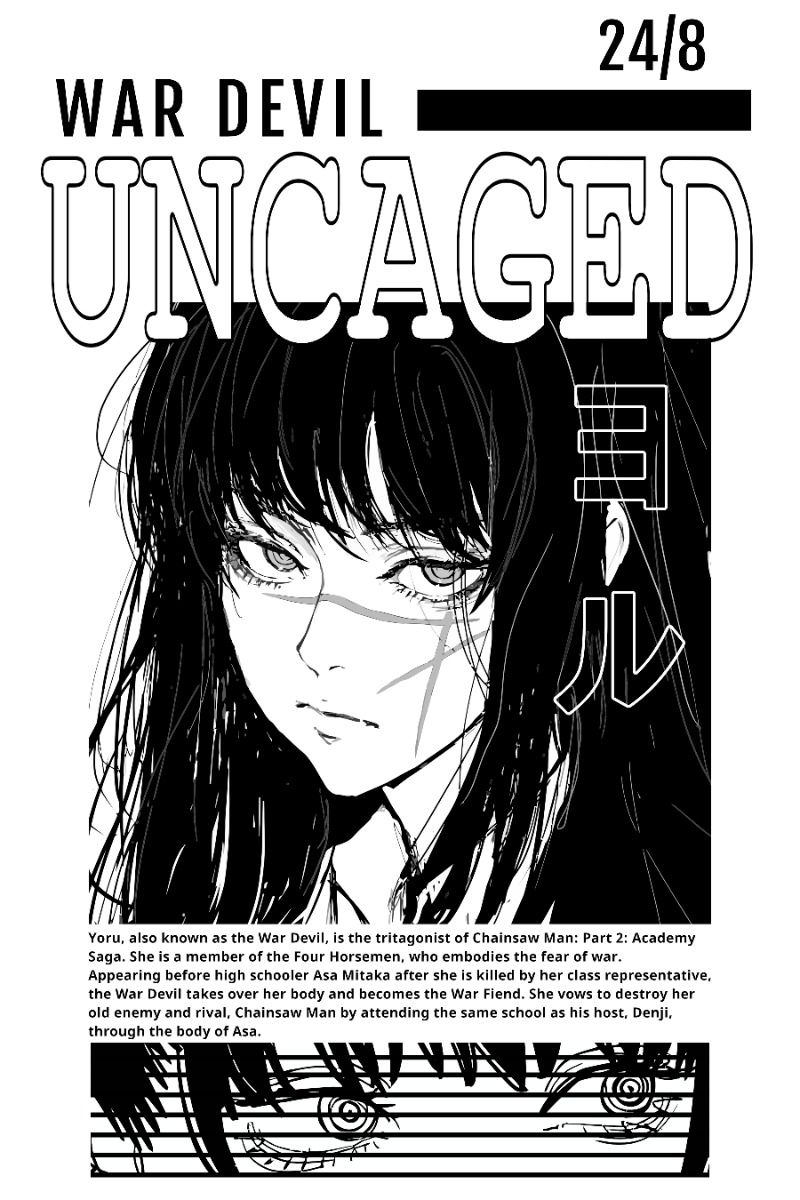 24/8
WAR DEVIL
UNCAGED
ヨル
Yoru, also known as the War Devil, is the tritagonist of Chainsaw Man: Part 2: Academy
Saga. She is a member of the Four Horsemen, who embodies the fear of war.
Appearing before high schooler Asa Mitaka after she is killed by her class representative,
the War Devil takes over her body and becomes the War Fiend. She vows to destroy her
old enemy and rival, Chainsaw Man by attending the same school as his host, Denji,
through the body of Asa.